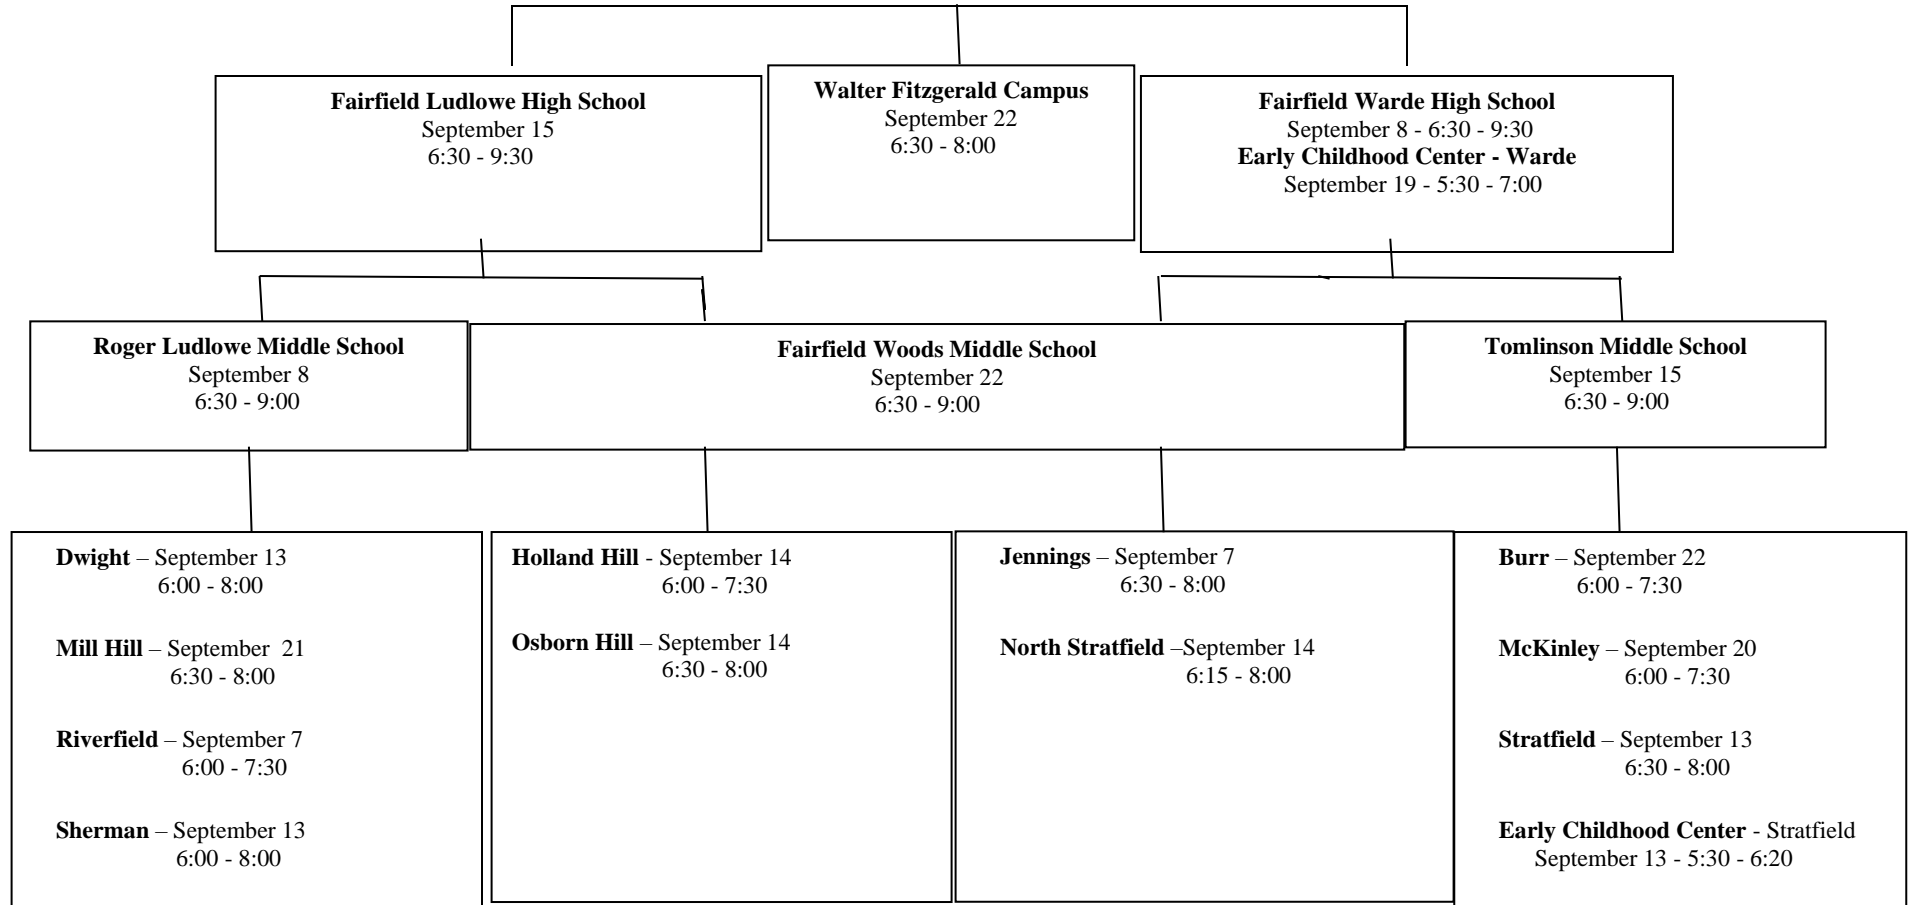 Fairfield Ludlowe High School
September 15
6:30 - 9:30
Walter Fitzgerald Campus
September 22
6:30 - 8:00
Fairfield Warde High School
September 8 - 6:30 - 9:30
Early Childhood Center - Warde
September 19 - 5:30 - 7:00
Roger Ludlowe Middle School
September 8
6:30 - 9:00
Fairfield Woods Middle School
September 22
6:30 - 9:00
Tomlinson Middle School
September 15
6:30 - 9:00
Dwight – September 13
6:00 - 8:00
Mill Hill – September  21
6:30 - 8:00
Riverfield – September 7
6:00 - 7:30
Sherman – September 13
6:00 - 8:00
Holland Hill - September 14
6:00 - 7:30
Osborn Hill – September 14
6:30 - 8:00
Jennings – September 7
6:30 - 8:00
North Stratfield –September 14
6:15 - 8:00
Burr – September 22
6:00 - 7:30
McKinley – September 20
6:00 - 7:30
Stratfield – September 13
6:30 - 8:00
Early Childhood Center - Stratfield
September 13 - 5:30 - 6:20